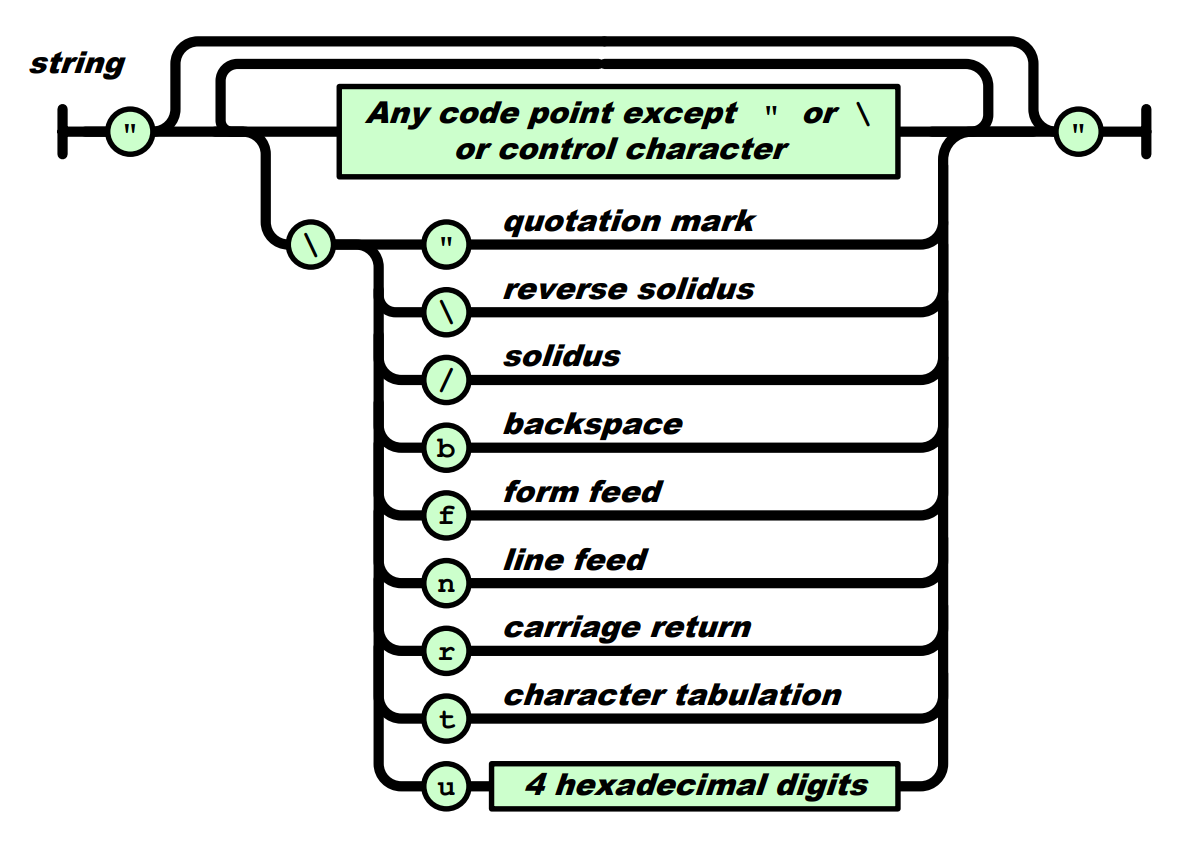 string
"
Any code point except " or \
or control character
"
\
" quotation mark
\ reverse solidus
/ solidus
b backspace
f form feed
n line feed
r carriage return
t character tabulation
u 4 hexadecimal digits